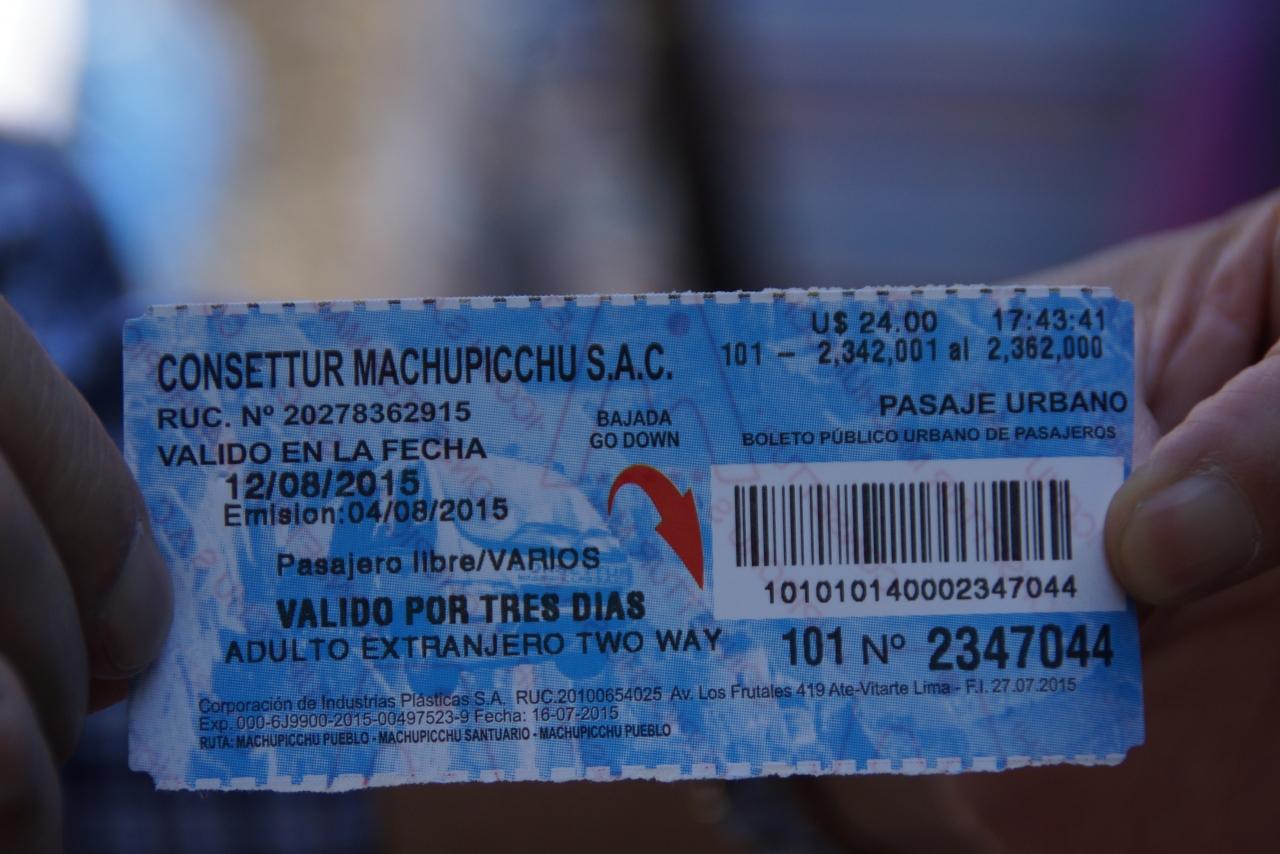 U$ 24.00 17:43:41
CONSETTUR MACHUPICCHU S.A.C. 101 – 2,342,001 al 2,362,000
RUC. Nº 20278362915
BAJADA
GO DOWN
PASAJE URBANO
BOLETO PÚBLICO URBANO DE PASAJEROS
VALIDO EN LA FECHA
12/08/2015
Emision:04/08/2015
Pasajero libre/VARIOS
VALIDO POR TRES DIAS
ADULTO EXTRANJERO TWO WAY
101010140002347044
101 Nº 2347044
Corporación de Industrias Plásticas S.A. RUC.20100654025 Av. Los Frutales 419 Ate-Vitarte Lima - F.I. 27.07.2015
Exp. 000-6J9900-2015-00497523-9 Fecha: 16-07-2015
RUTA: MACHUPICCHU PUEBLO - MACHUPICCHU SANTUARIO - MACHUPICCHU PUEBLO